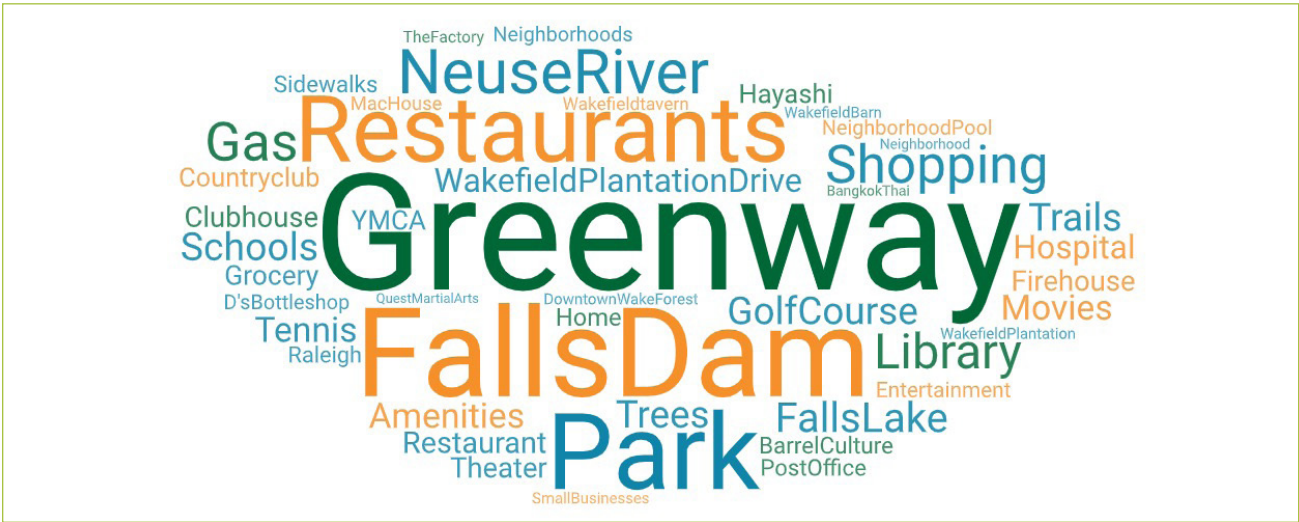 TheFactory Neighborhoods
NeuseRiver
Sidewalks
MacHouse Wakefieldtavern Hayashi
WakefieldBarn
Gas Restaurants NeighborhoodPool
Neighborhood
Shopping
Countryclub WakefieldPlantationDrive
BangkokThai
Clubhouse YMCA Greenway Trails
Schools Hospital
Grocery Firehouse
D'sBottleshop QuestMartialArts DowntownWakeForest GolfCourse Movies
Home
Tennis WakefieldPlantation
Raleigh FallsDam Library
Entertainment
Amenities Trees FallsLake
Restaurant Park BarrelCulture
Theater PostOffice
SmallBusinesses